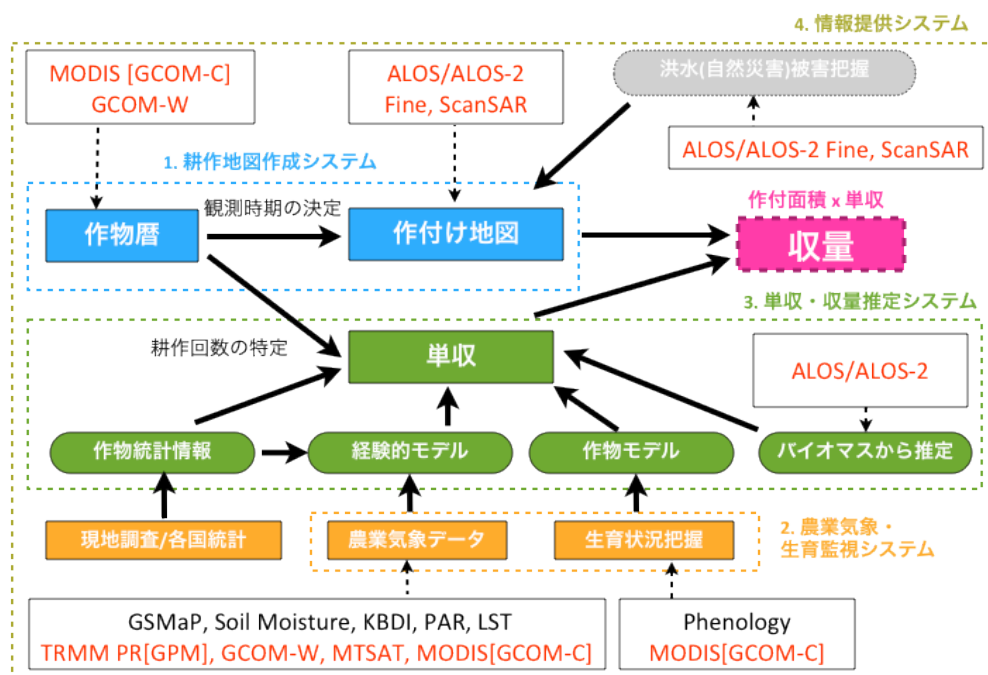 4. 情報提供システム
MODIS [GCOM-C]
GCOM-W
ALOS/ALOS-2
Fine, ScanSAR
洪水(自然災害)被害把握
ALOS/ALOS-2 Fine, ScanSAR
1. 耕作地図作成システム
作物暦
観測時期の決定
作付け地図
作付面積 x 単収
収量
3. 単収・収量推定システム
耕作回数の特定
単収
ALOS/ALOS-2
作物統計情報
経験的モデル
作物モデル
バイオマスから推定
現地調査/各国統計
農業気象データ
生育状況把握
2. 農業気象・
生育監視システム
GSMaP, Soil Moisture, KBDI, PAR, LST
TRMM PR[GPM], GCOM-W, MTSAT, MODIS[GCOM-C]
Phenology
MODIS[GCOM-C]